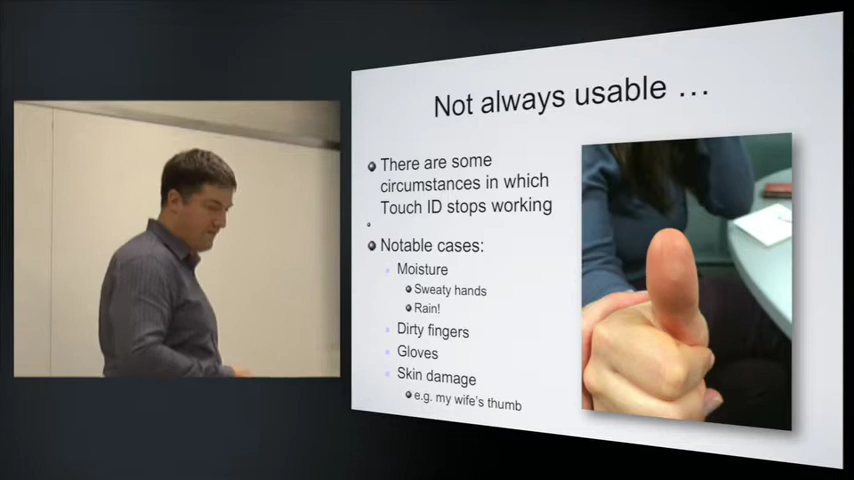 Not always usable ...
There are some
circumstances in which
Touch ID stops working
Notable cases:
Moisture
Sweaty hands
Rain!
Dirty fingers
Gloves
Skin damage
e.g. my wife's thumb